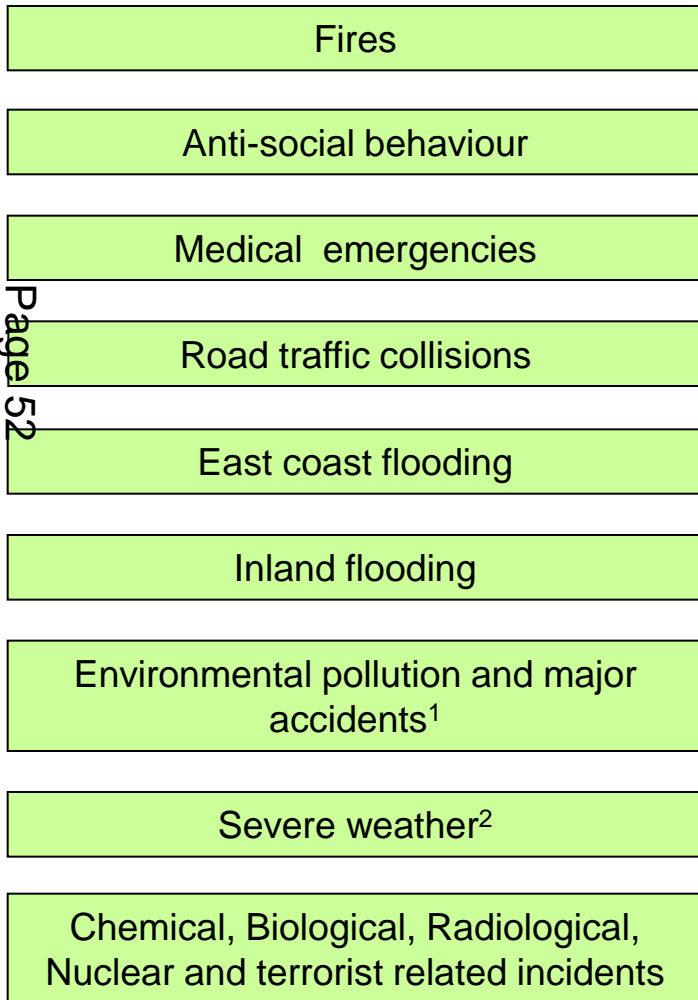 Fires
Anti-social behaviour
Medical emergencies
Page 52
Road traffic collisions
East coast flooding
Inland flooding
Environmental pollution and major
accidents¹
Severe weather²
Chemical, Biological, Radiological,
Nuclear and terrorist related incidents